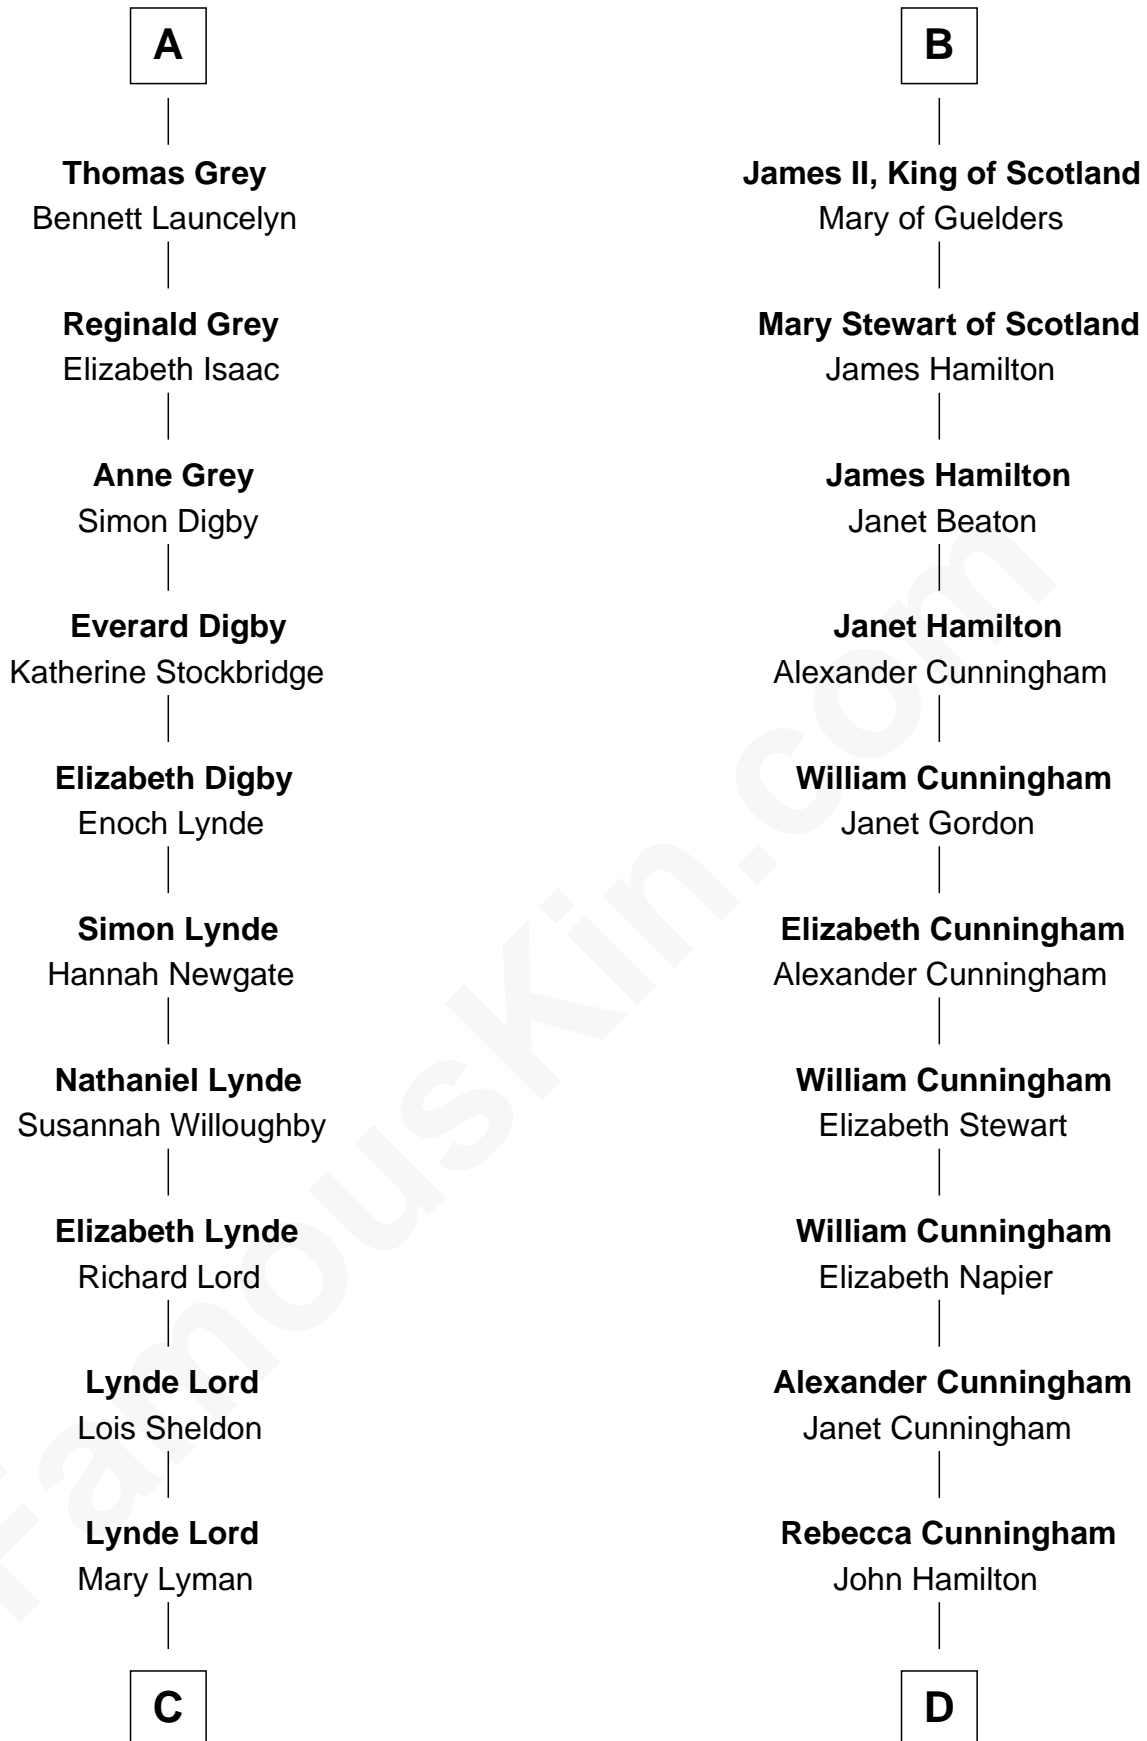 A
Thomas Grey
Bennett Launcelyn
Reginald Grey
Elizabeth Isaac
Anne Grey
Simon Digby
Everard Digby
Katherine Stockbridge
Elizabeth Digby
Enoch Lynde
Simon Lynde
Hannah Newgate
Nathaniel Lynde
Susannah Willoughby
Elizabeth Lynde
Richard Lord
Lynde Lord
Lois Sheldon
Lynde Lord
Mary Lyman
C
B
James II, King of Scotland
Mary of Guelders
Mary Stewart of Scotland
James Hamilton
James Hamilton
Janet Beaton
Janet Hamilton
Alexander Cunningham
William Cunningham
Janet Gordon
Elizabeth Cunningham
Alexander Cunningham
William Cunningham
Elizabeth Stewart
William Cunningham
Elizabeth Napier
Alexander Cunningham
Janet Cunningham
Rebecca Cunningham
John Hamilton
D
FamousKin.com